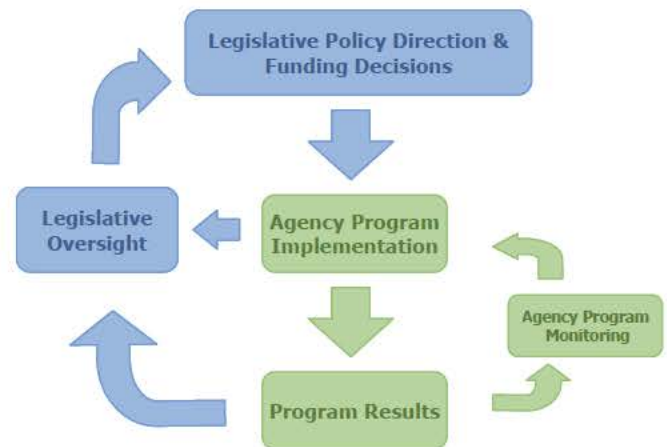 Legislative Policy Direction &
Funding Decisions
Legislative
Oversight
Agency Program
Implementation
Agency Program
Monitoring
Program Results